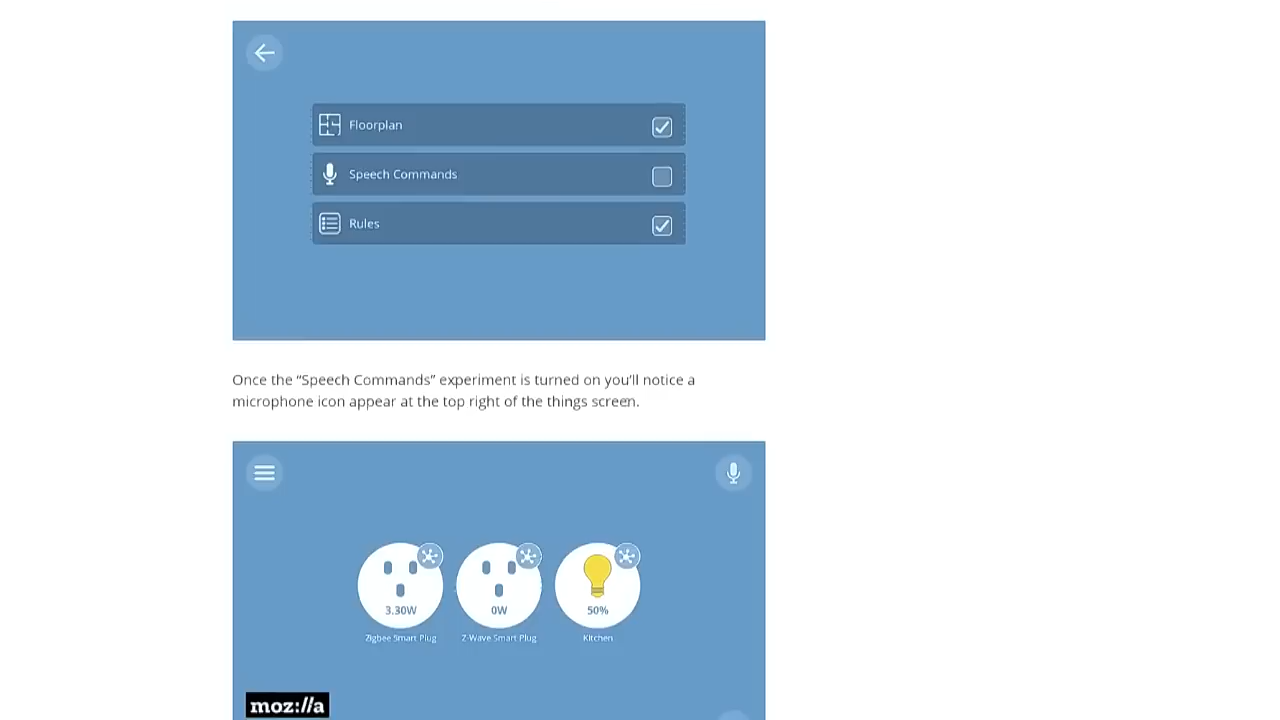 Floorplan
Speech Commands
Rules
Once the “Speech Commands” experiment is turned on you’ll notice a
microphone icon appear at the top right of the things screen.
3.30W
0W
50%
Zigbee Smart Plug
Z-Wave Smart Plug
Kitchen
moz://a